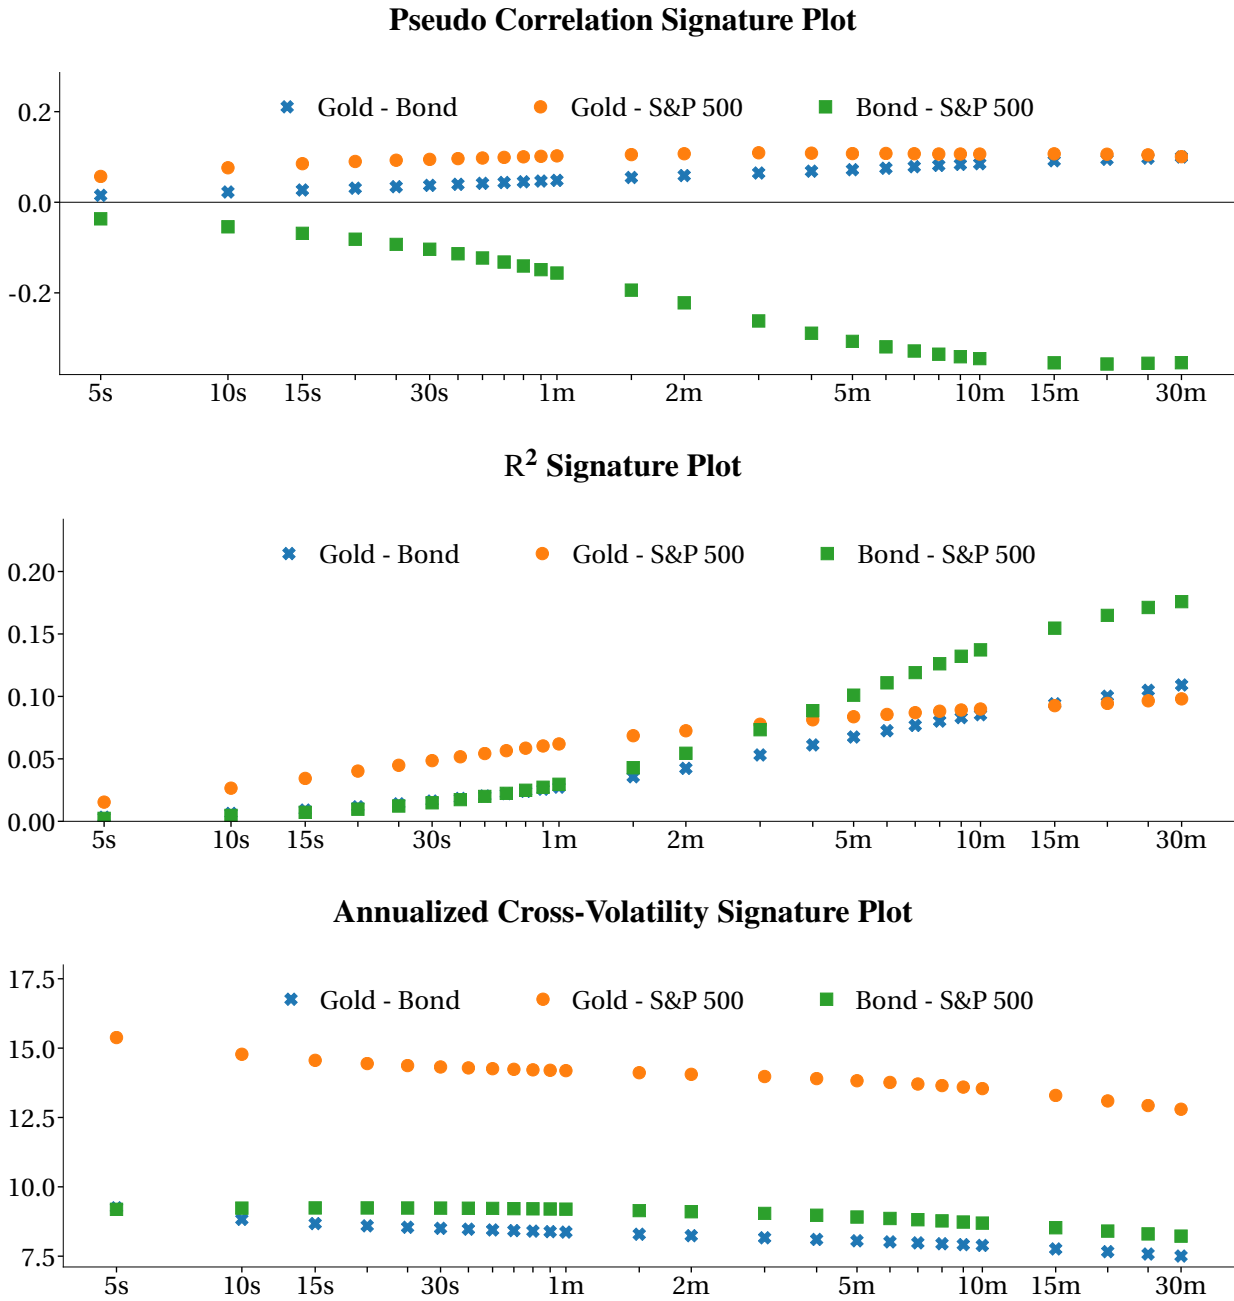 Pseudo Correlation Signature Plot
Gold - Bond Gold - S&P 500 Bond - S&P 500
0.2
0.0
-0.2
5s 10s 15s 30s 1m 2m 5m 10m 15m 30m
R² Signature Plot
Gold - Bond Gold - S&P 500 Bond - S&P 500
0.20
0.15
0.10
0.05
0.00
5s 10s 15s 30s 1m 2m 5m 10m 15m 30m
Annualized Cross-Volatility Signature Plot
17.5
Gold - Bond Gold - S&P 500 Bond - S&P 500
15.0
12.5
10.0
7.5
5s 10s 15s 30s 1m 2m 5m 10m 15m 30m